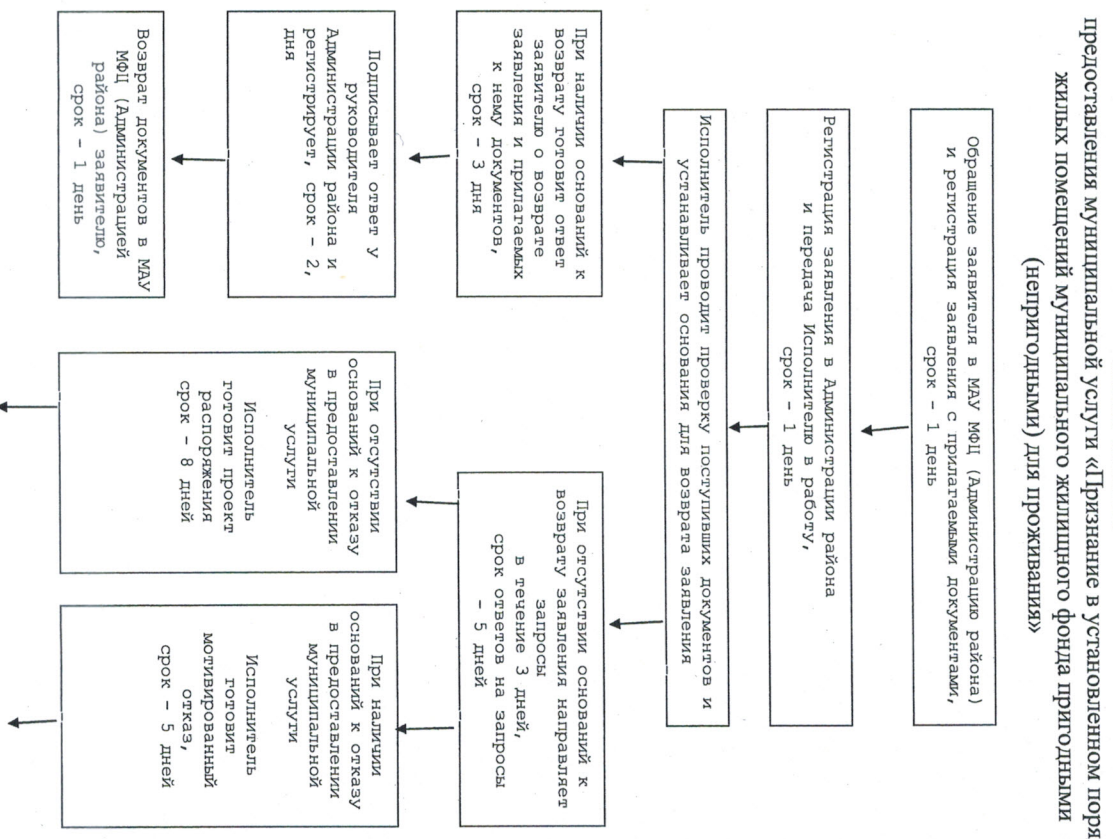 предоставления муниципальной услуги «Признание в установленном поря
жилых помещений муниципального жилищного фонда пригодными
(непригодными) для проживания»
Обращение заявителя в МАУ МФЦ (Администрацию района)
и регистрация заявления с прилагаемыми документами,
срок – 1 день
Регистрация заявления в Администрации района
и передача Исполнителю в работу,
срок – 1 день
Исполнитель проводит проверку поступивших документов и
устанавливает основания для возврата заявления
При наличии оснований к
возврату готовит ответ
заявителю о возврате
заявления и прилагаемых
к нему документов,
срок – 3 дня
При отсутствии оснований к
возврату заявления направляет
запросы
в течение 3 дней,
срок ответов на запросы
– 5 дней
Подписывает ответ у
руководителя
Администрации района и
регистрирует, срок – 2,
дня
При отсутствии
оснований к отказу
в предоставлении
муниципальной
услуги
Исполнитель
готовит проект
распоряжения
срок – 8 дней
При наличии
оснований к отказу
в предоставлении
муниципальной
услуги
Исполнитель
готовит
мотивированный
отказ,
срок – 5 дней
Возврат документов в МАУ
МФЦ (Администрацией
района) заявителю,
срок – 1 день